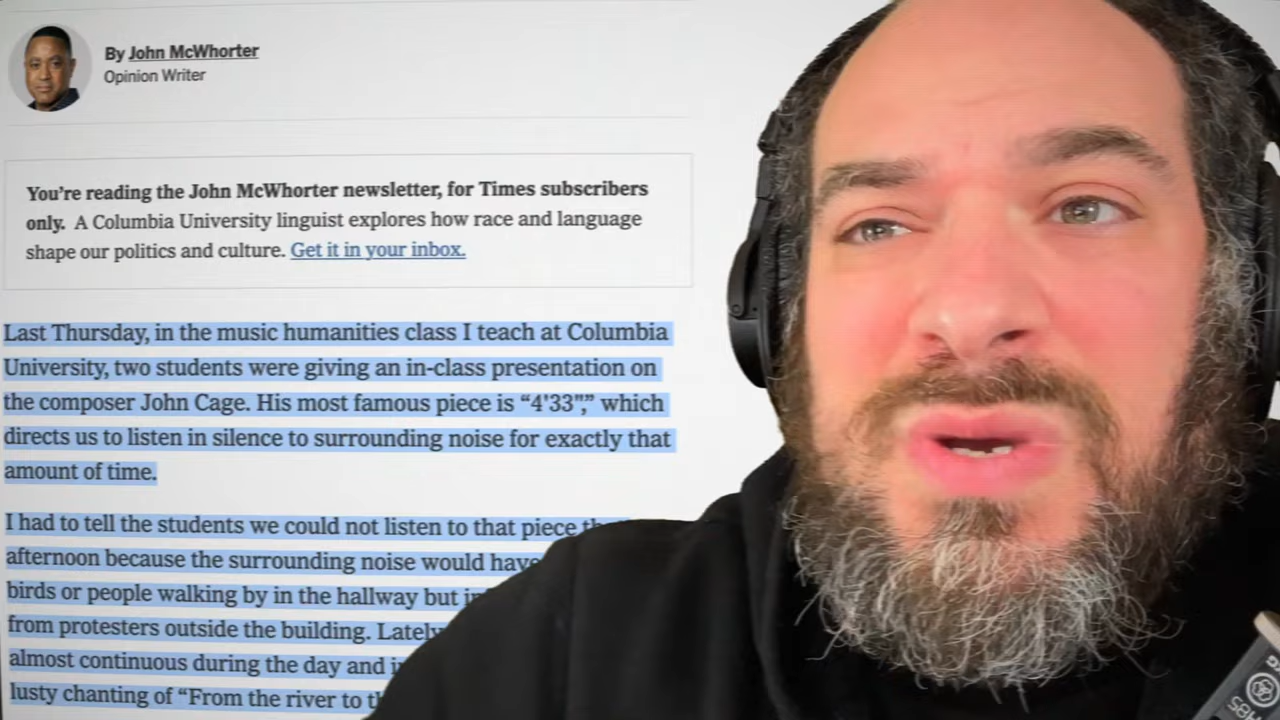 By John McWhorter
Opinion Writer
You're reading the John McWhorter newsletter, for Times subscribers
only. A Columbia University linguist explores how race and language
shape our politics and culture. Get it in your inbox.
Last Thursday, in the music humanities class I teach at Columbia
University, two students were giving an in-class presentation on
the composer John Cage. His most famous piece is “4'33",” which
directs us to listen in silence to surrounding noise for exactly that
amount of time.
I had to tell the students we could not listen to that piece
afternoon because the surrounding noise would have
birds or people walking by in the hallway but
from protesters outside the building. Lately
almost continuous during the day and
lusty chanting of “From the river to